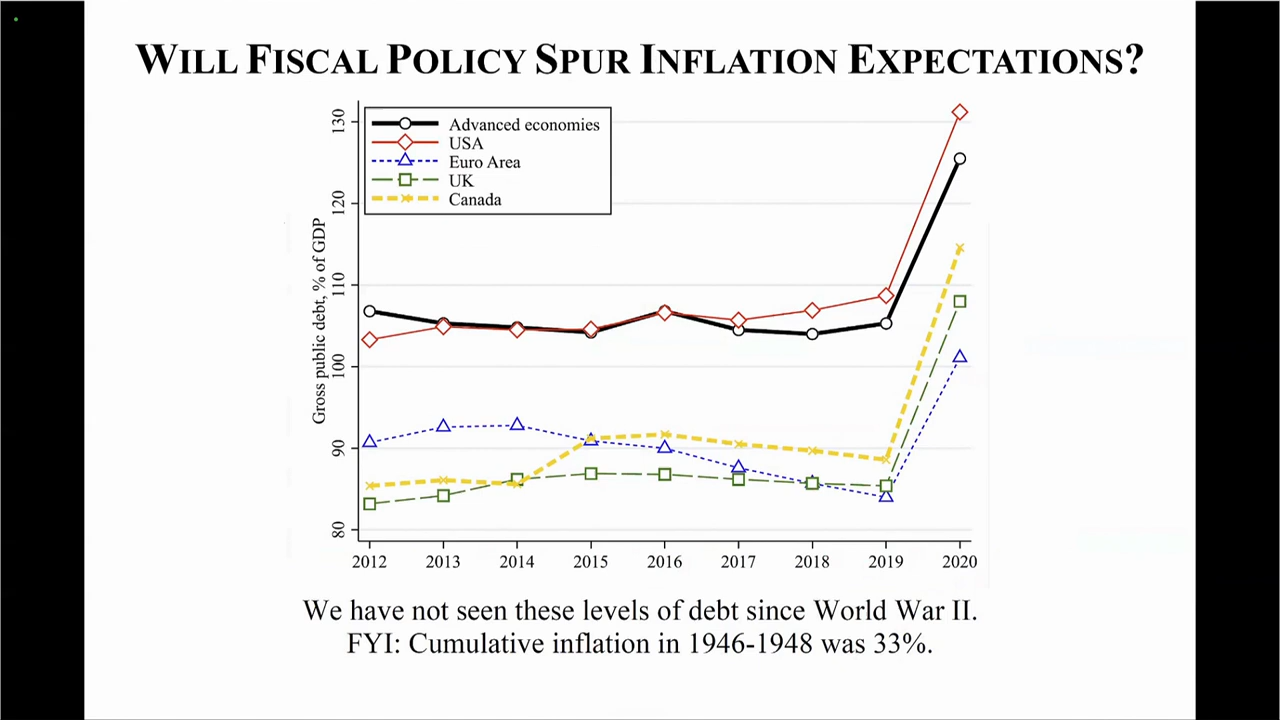 WILL FISCAL POLICY SPUR INFLATION EXPECTATIONS?
Advanced economies
USA
Euro Area
UK
Canada
Gross public debt, % of GDP
130
120
110
100
90
80
2012 2013 2014 2015 2016 2017 2018 2019 2020
We have not seen these levels of debt since World War II.
FYI: Cumulative inflation in 1946-1948 was 33%.